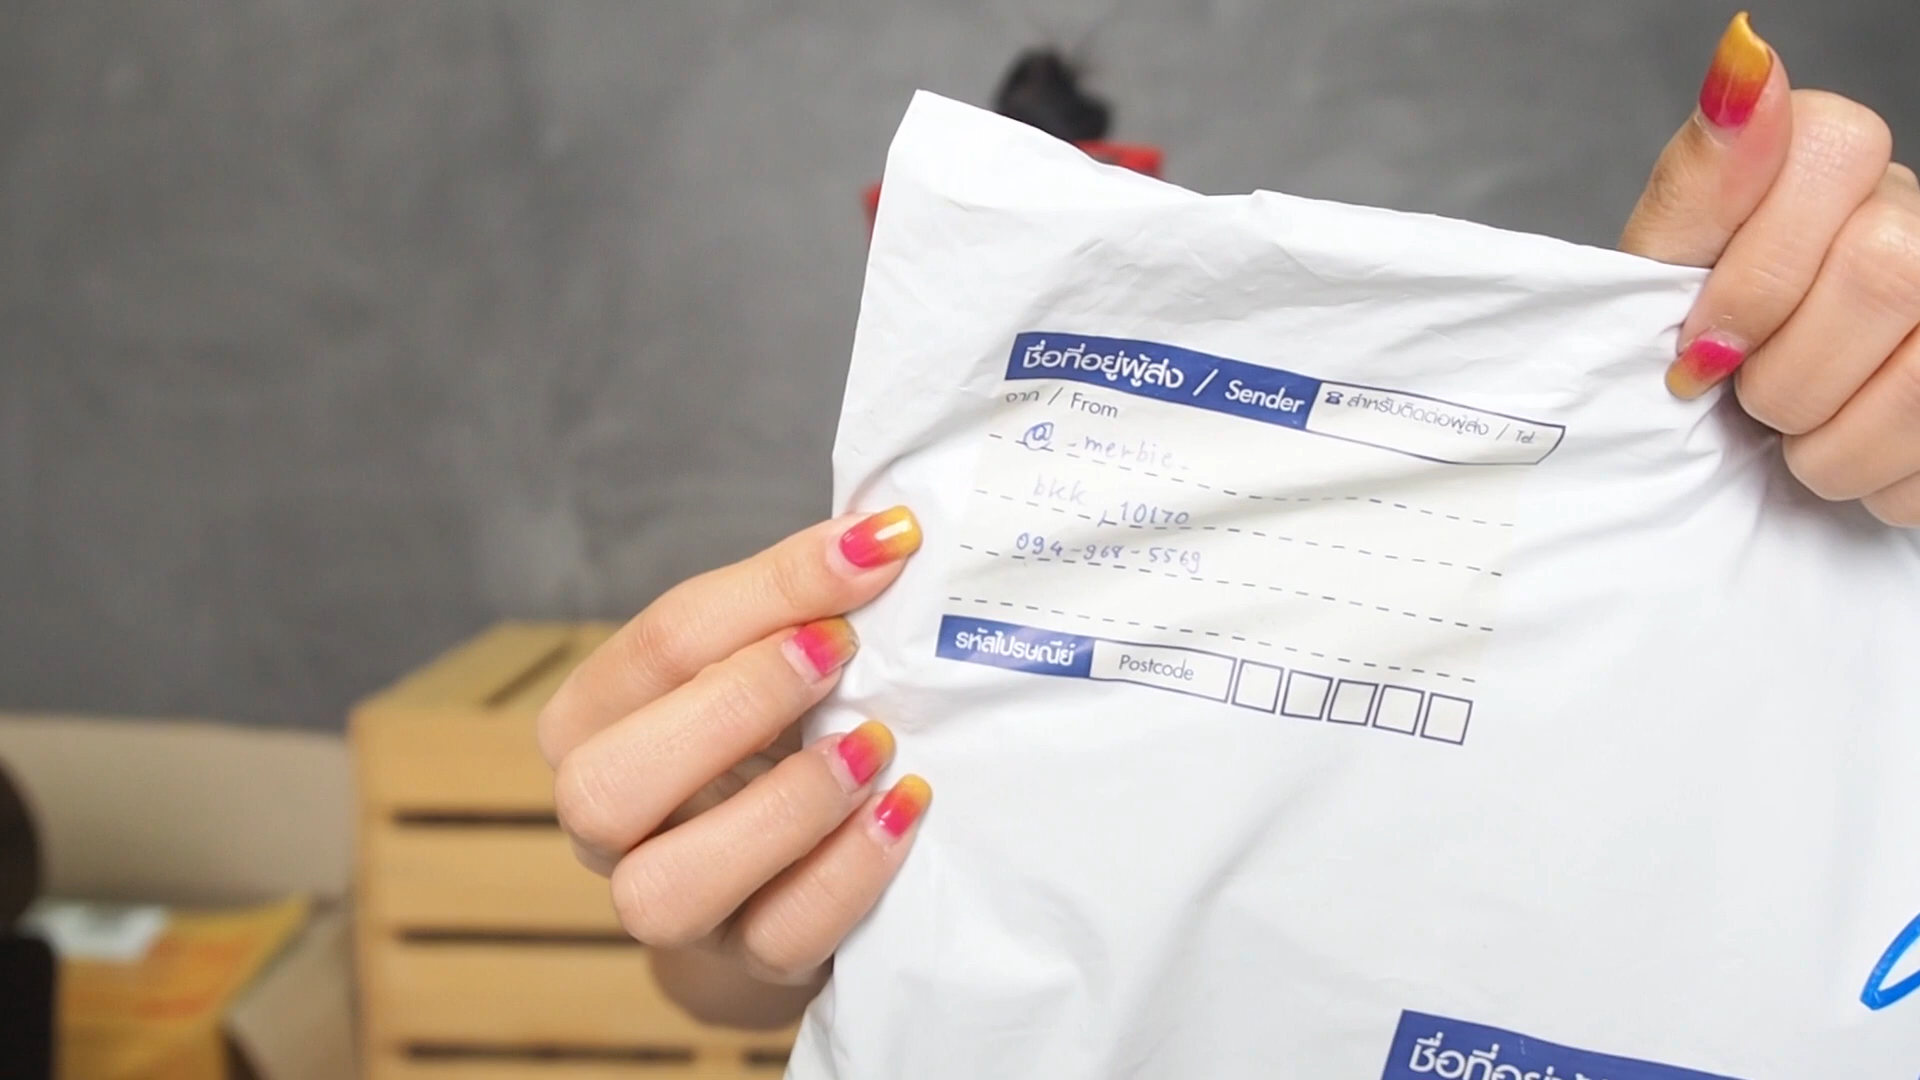 ชื่อที่อยู่ผู้ส่ง / Sender
☎ สำหรับติดต่อผู้ส่ง / Tel.
จาก / From
@_merbie_
bkk, 10170
094-968-5569
รหัสไปรษณีย์ Postcode